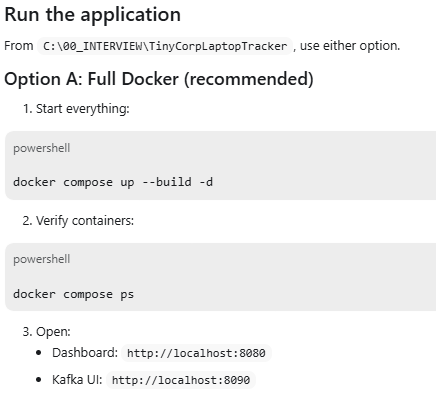 Run the application
From C:\00_INTERVIEW\TinyCorpLaptopTracker , use either option.
Option A: Full Docker (recommended)
1. Start everything:
powershell
docker compose up --build -d
2. Verify containers:
powershell
docker compose ps
3. Open:
• Dashboard: http://localhost:8080
• Kafka UI: http://localhost:8090